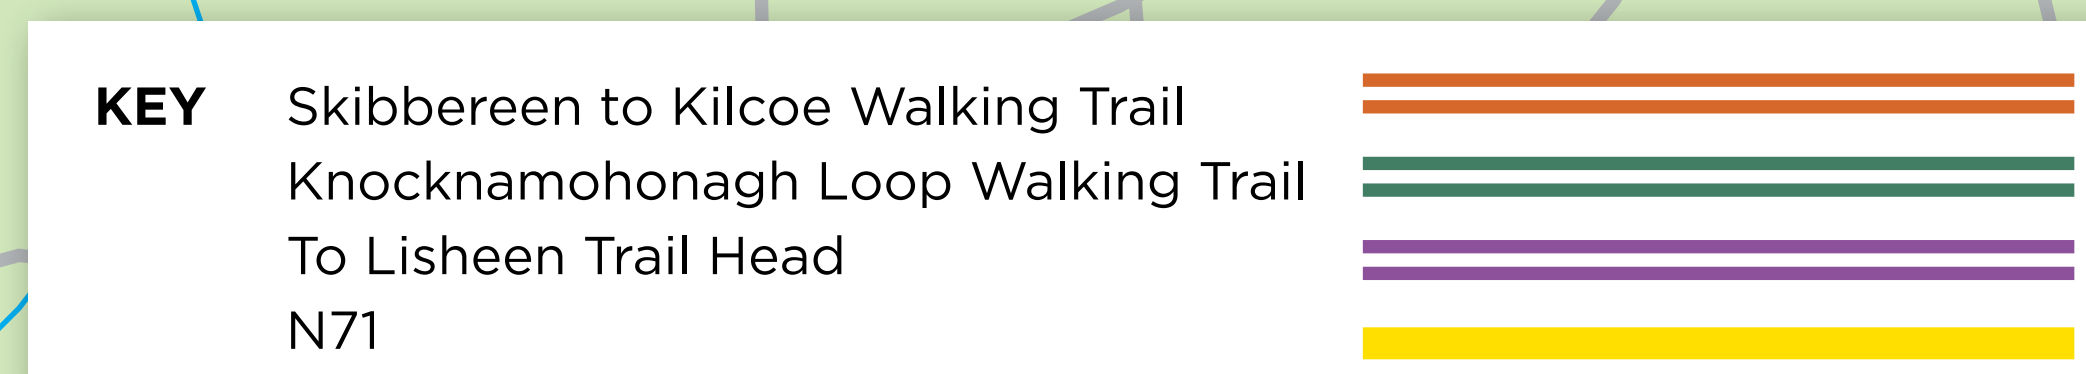 KEY Skibbereen to Kilcoe Walking Trail
Knocknamohonagh Loop Walking Trail
To Lisheen Trail Head
N71